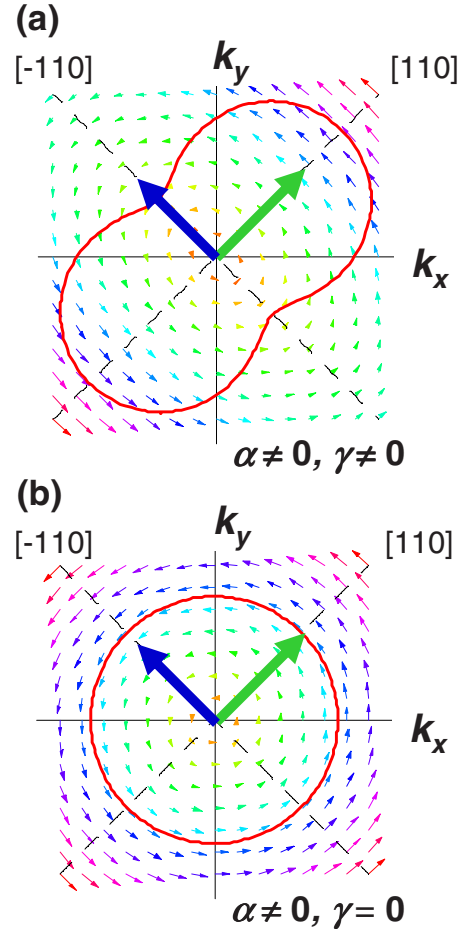 (a)
[-110] k_y [110]
k_x
α ≠ 0, γ ≠ 0
(b)
[-110] k_y [110]
k_x
α ≠ 0, γ = 0